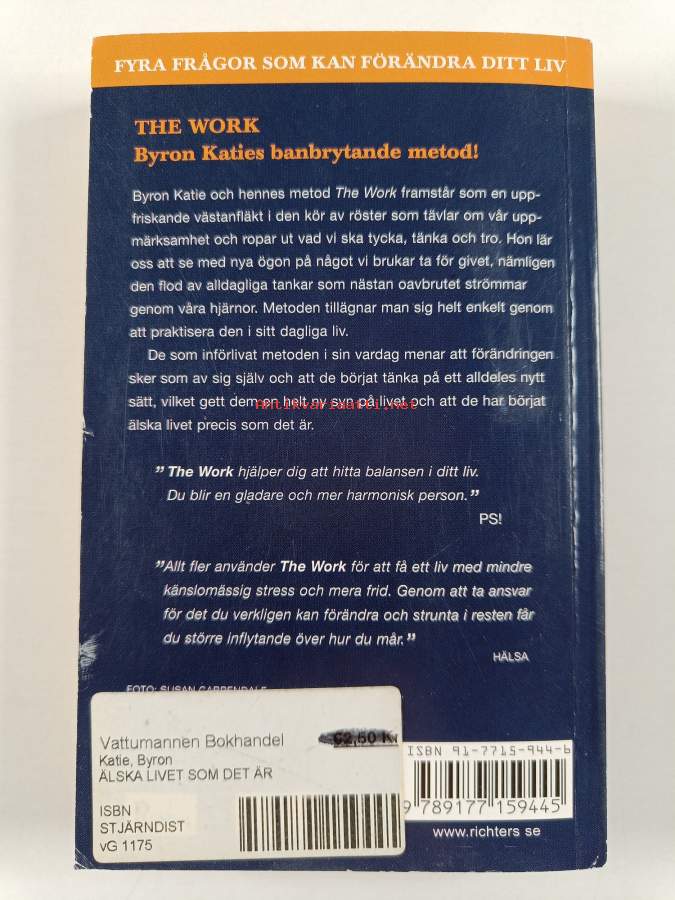 FYRA FRÅGOR SOM KAN FÖRÄNDRA DITT LIV
THE WORK
Byron Katies banbrytande metod!
Byron Katie och hennes metod The Work framstår som en upp-
friskande västanfläkt i den kör av röster som tävlar om vår upp-
märksamhet och ropar ut vad vi ska tycka, tänka och tro. Hon lär
oss att se med nya ögon på något vi brukar ta för givet, nämligen
den flod av alldagliga tankar som nästan oavbrutet strömmar
genom våra hjärnor. Metoden tillägnar man sig helt enkelt genom
att praktisera den i sitt dagliga liv.
De som införlivat metoden i sin vardag menar att förändringen
sker som av sig själv och att de börjat tänka på ett alldeles nytt
sätt, vilket gett dem en helt ny syn på livet och att de har börjat
Antikvariaatti.net
älska livet precis som det är.
” The Work hjälper dig att hitta balansen i ditt liv.
Du blir en gladare och mer harmonisk person.”
PS!
”Allt fler använder The Work för att få ett liv med mindre
känslomässig stress och mera frid. Genom att ta ansvar
för det du verkligen kan förändra och strunta i resten får
du större inflytande över hur du mår.”
HÄLSA
FOTO: SUSAN CARPENDALE
Vattumannen Bokhandel
Katie, Byron
ÄLSKA LIVET SOM DET ÄR
ISBN
STJÄRNDIST
vG 1175
ISBN 91-7715-944-6
9 789177 159445
www.richters.se